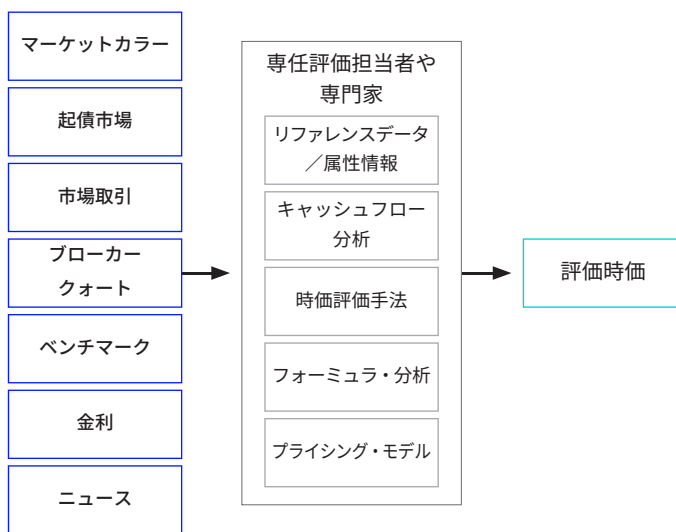 マーケットカラー
起債市場
市場取引
ブローカー
クォート
ベンチマーク
金利
ニュース
専任評価担当者や
専門家
リファレンスデータ
／属性情報
キャッシュフロー
分析
時価評価手法
フォーミュラ・分析
プライシング・モデル
評価時価